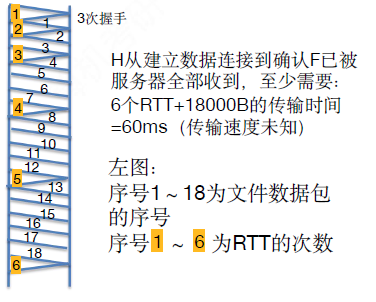 1
3次握手
1
2
2
3
3
4
5
6
7
4
8
9
10
11
12
5
13
14
15
16
17
18
6
H从建立数据连接到确认F已被
服务器全部收到，至少需要：
6个RTT+18000B的传输时间
=60ms（传输速度未知）
左图：
序号1～18为文件数据包
的序号
序号1～6为RTT的次数